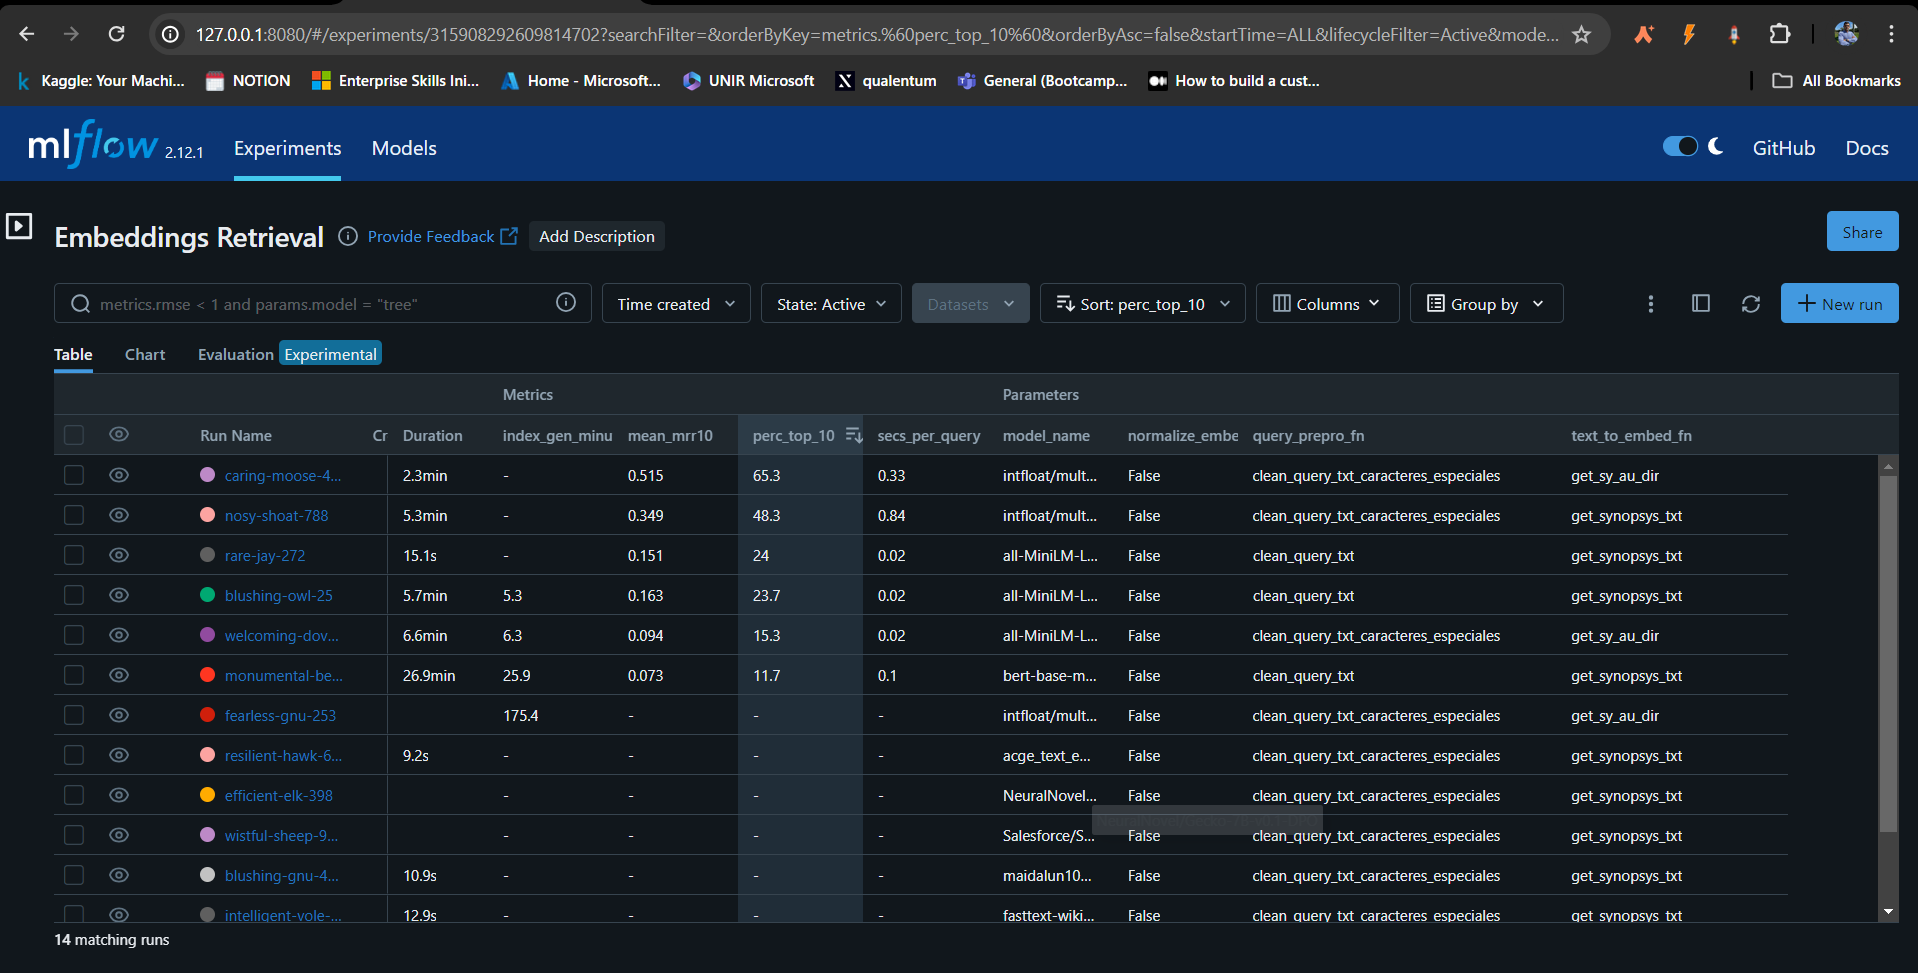 127.0.0.1:8080/#/experiments/315908292609814702?searchFilter=&orderByKey=metrics.%60perc_top_10%60&orderByAsc=false&startTime=ALL&lifecycleFilter=Active&mode...
Kaggle: Your Machi... NOTION Enterprise Skills Ini... Home - Microsoft... UNIR Microsoft qualentum General (Bootcamp... How to build a cust... All Bookmarks
mlflow 2.12.1 Experiments Models GitHub Docs
Embeddings Retrieval Provide Feedback Add Description Share
metrics.rmse < 1 and params.model = "tree" Time created State: Active Datasets Sort: perc_top_10 Columns Group by New run
Table Chart Evaluation Experimental
Metrics Parameters
Run Name Cr Duration index_gen_minu mean_mrr10 perc_top_10 secs_per_query model_name normalize_embe query_prepro_fn text_to_embed_fn
caring-moose-4... 2.3min - 0.515 65.3 0.33 intfloat/mult... False clean_query_txt_caracteres_especiales get_sy_au_dir
nosy-shoat-788 5.3min - 0.349 48.3 0.84 intfloat/mult... False clean_query_txt_caracteres_especiales get_synopsys_txt
rare-jay-272 15.1s - 0.151 24 0.02 all-MiniLM-L... False clean_query_txt get_synopsys_txt
blushing-owl-25 5.7min 5.3 0.163 23.7 0.02 all-MiniLM-L... False clean_query_txt get_synopsys_txt
welcoming-dov... 6.6min 6.3 0.094 15.3 0.02 all-MiniLM-L... False clean_query_txt_caracteres_especiales get_sy_au_dir
monumental-be... 26.9min 25.9 0.073 11.7 0.1 bert-base-m... False clean_query_txt get_synopsys_txt
fearless-gnu-253 175.4 - - - intfloat/mult... False clean_query_txt_caracteres_especiales get_sy_au_dir
resilient-hawk-6... 9.2s - - - - acge_text_e... False clean_query_txt_caracteres_especiales get_synopsys_txt
efficient-elk-398 - - - - NeuralNovel... False clean_query_txt_caracteres_especiales get_synopsys_txt
wistful-sheep-9... - - - - Salesforce/S... False clean_query_txt_caracteres_especiales get_synopsys_txt
blushing-gnu-4... 10.9s - - - - maidalun10... False clean_query_txt_caracteres_especiales get_synopsys_txt
intelligent-vole-... 12.9s - - - - fasttext-wiki... False clean_query_txt_caracteres_especiales get_synopsys_txt
14 matching runs